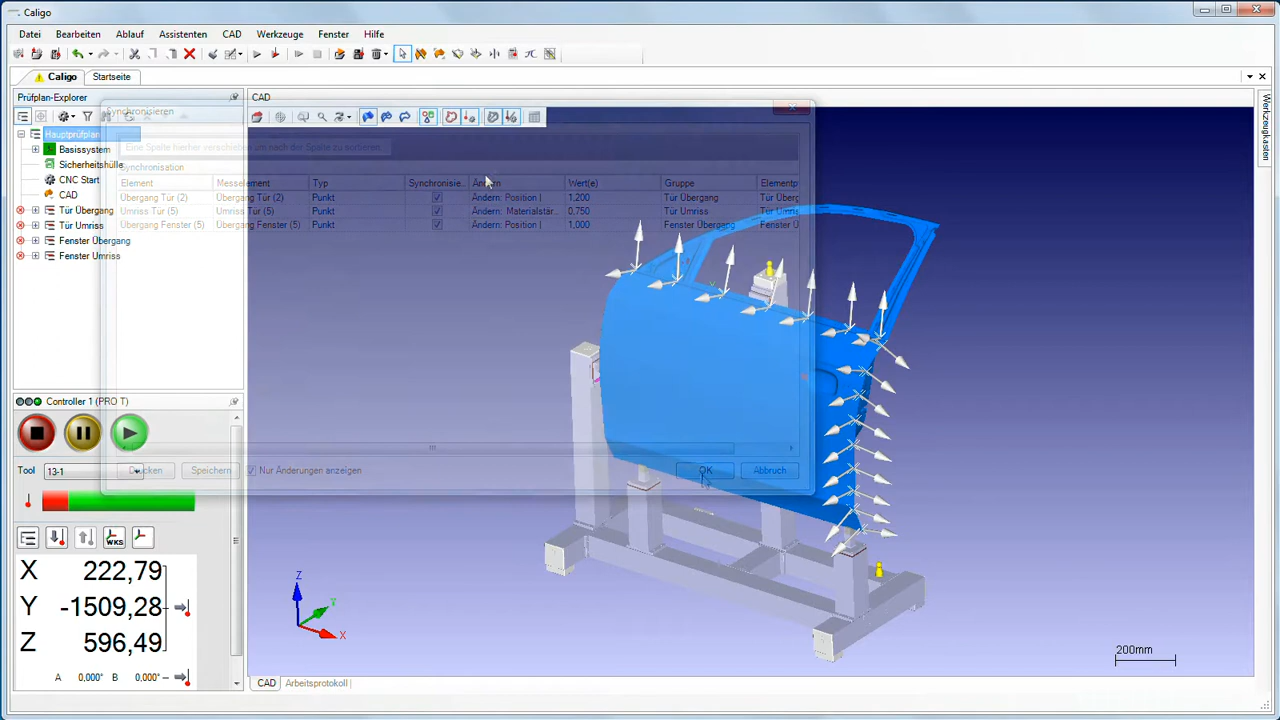 Caligo
Datei Bearbeiten Ablauf Assistenten CAD Werkzeuge Fenster Hilfe
Caligo Startseite
Prüfplan-Explorer
CAD
Werkzeugkasten
Synchronisieren
Hauptprüfplan
Basissystem
Sicherheitshülle
CNC Start
CAD
Tür Übergang
Tür Umriss
Fenster Übergang
Fenster Umriss
Eine Spalte hierher verschieben um nach der Spalte zu sortieren
Synchronisation
Element Messelement Typ Synchronisie... Ändern Wert(e) Gruppe Elementp
Übergang Tür (2) Übergang Tür (2) Punkt Ändern: Position | 1,200 Tür Übergang Tür Überg
Umriss Tür (5) Umriss Tür (5) Punkt Ändern: Materialstär... 0,750 Tür Umriss Tür Umriss
Übergang Fenster (5) Übergang Fenster (5) Punkt Ändern: Position | 1,000 Fenster Übergang Fenster Ü
Drucken Speichern Nur Änderungen anzeigen OK Abbruch
Controller 1 (PRO T)
Tool 13-1
WKS
X 222,79
Y -1509,28
Z 596,49
A 0,000° B 0,000°
Z
Y
X
200mm
CAD Arbeitsprotokoll